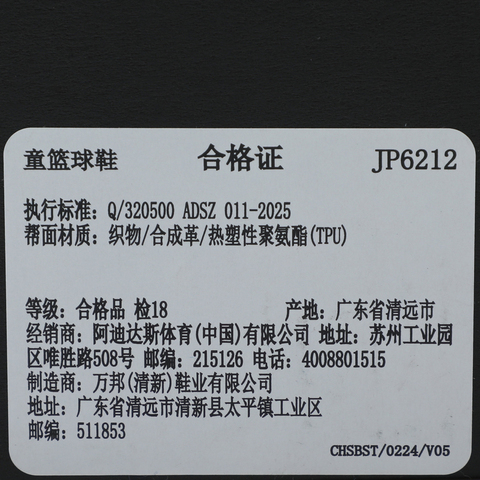 童篮球鞋 合格证 JP6212
执行标准: Q/320500 ADSZ 011-2025
帮面材质: 织物/合成革/热塑性聚氨酯(TPU)
等级: 合格品 检18 产地: 广东省清远市
经销商: 阿迪达斯体育(中国)有限公司 地址: 苏州工业园
区唯胜路508号 邮编: 215126 电话: 4008801515
制造商: 万邦(清新)鞋业有限公司
地址: 广东省清远市清新县太平镇工业区
邮编: 511853
CHSBST/0224/V05